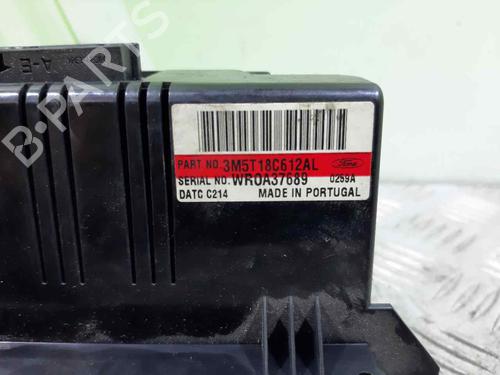 A-E
B-PARTS
PART NO. 3M5T18C612AL Ford
SERIAL NO. WR0A37689 0259A
DATC C214 MADE IN PORTUGAL